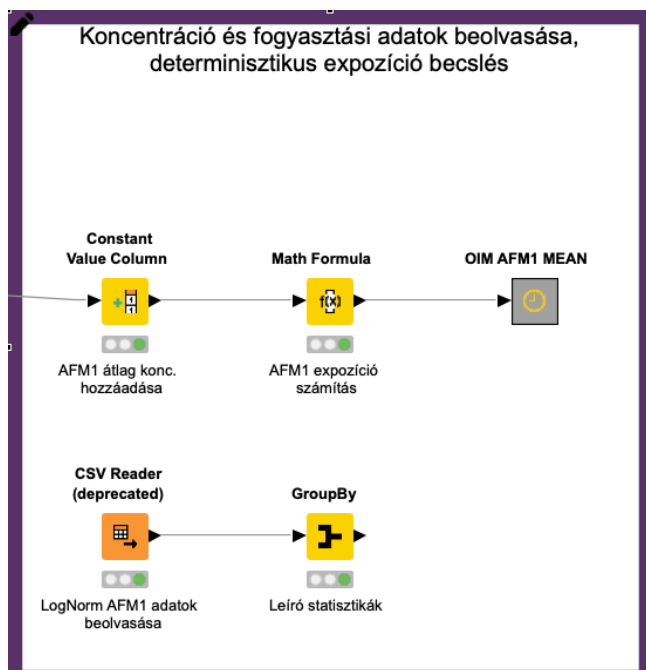 Koncentráció és fogyasztási adatok beolvasása,
determinisztikus expozíció becslés
Constant
Value Column
Math Formula
OIM AFM1 MEAN
f(x)
AFM1 átlag konc.
hozzáadása
AFM1 expozíció
számítás
CSV Reader
(deprecated)
GroupBy
LogNorm AFM1 adatok
beolvasása
Leíró statisztikák